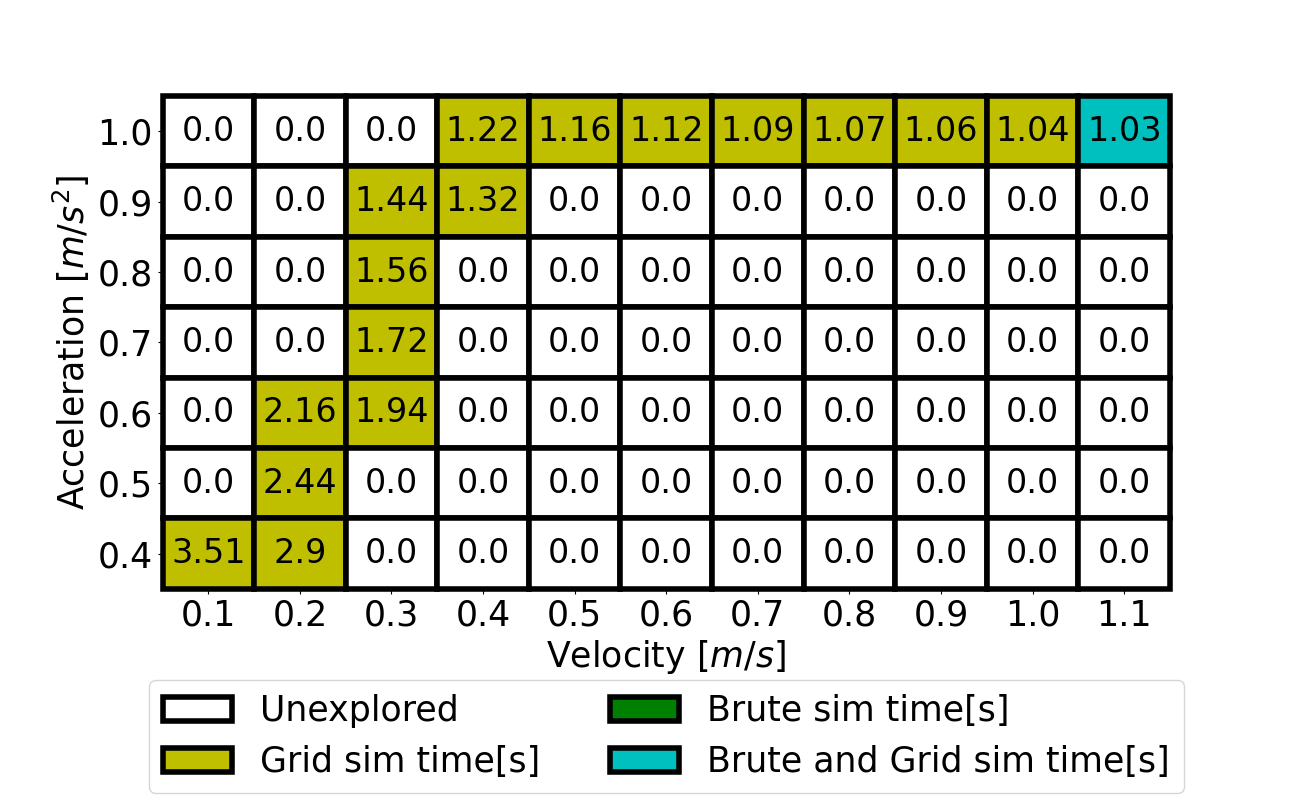 1.0 0.0 0.0 0.0 1.22 1.16 1.12 1.09 1.07 1.06 1.04 1.03
0.9 0.0 0.0 1.44 1.32 0.0 0.0 0.0 0.0 0.0 0.0 0.0
0.8 0.0 0.0 1.56 0.0 0.0 0.0 0.0 0.0 0.0 0.0 0.0
0.7 0.0 0.0 1.72 0.0 0.0 0.0 0.0 0.0 0.0 0.0 0.0
0.6 0.0 2.16 1.94 0.0 0.0 0.0 0.0 0.0 0.0 0.0 0.0
0.5 0.0 2.44 0.0 0.0 0.0 0.0 0.0 0.0 0.0 0.0 0.0
0.4 3.51 2.9 0.0 0.0 0.0 0.0 0.0 0.0 0.0 0.0 0.0
0.1 0.2 0.3 0.4 0.5 0.6 0.7 0.8 0.9 1.0 1.1
Acceleration [m/s²]
Velocity [m/s]
Unexplored
Grid sim time[s]
Brute sim time[s]
Brute and Grid sim time[s]